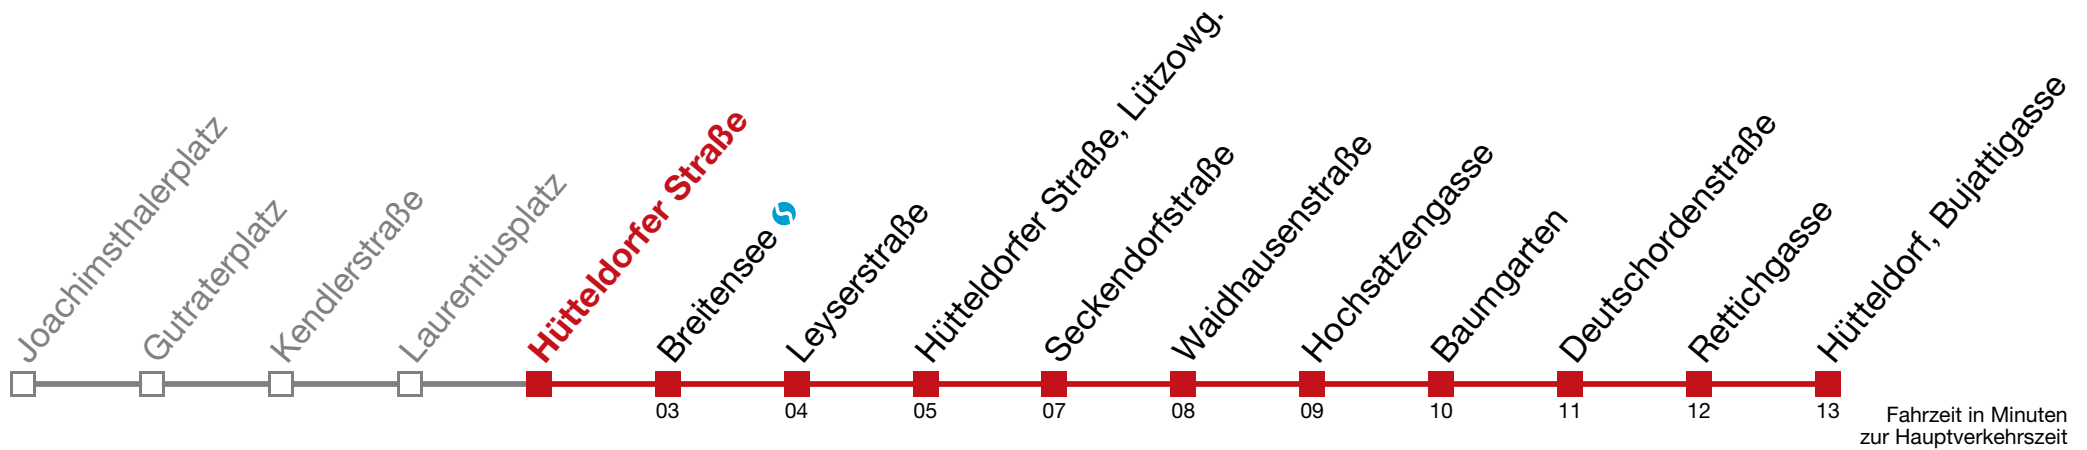 Joachimsthalerplatz
Gutraterplatz
Kendlerstraße
Laurentiusplatz
Hütteldorfer Straße
Breitensee
Leyserstraße
Hütteldorfer Straße, Lützowg.
Seckendorfstraße
Waidhausenstraße
Hochsatzengasse
Baumgarten
Deutschordenstraße
Rettichgasse
Hütteldorf, Bujattigasse
03 04 05 07 08 09 10 11 12 13
Fahrzeit in Minuten
zur Hauptverkehrszeit